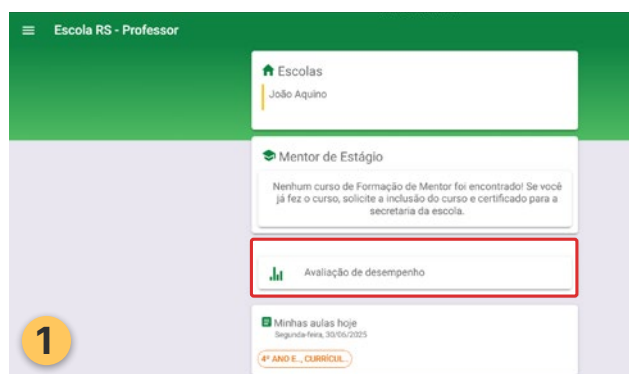 Escola RS - Professor
Escolas
João Aquino
Mentor de Estágio
Nenhum curso de Formação de Mentor foi encontrado! Se você
já fez o curso, solicite a inclusão do curso e certificado para a
secretaria da escola.
Avaliação de desempenho
Minhas aulas hoje
Segunda-feira, 30/06/2025
4º ANO E.., CURRÍCUL..
1